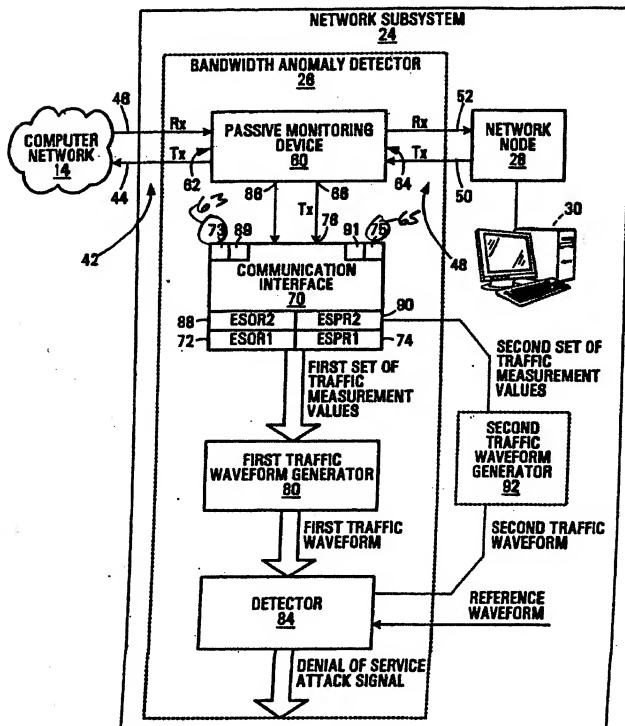 NETWORK SUBSYSTEM
24
BANDWIDTH ANOMALY DETECTOR
26
COMPUTER
NETWORK
14
46
Rx
Tx
44
62
42
PASSIVE MONITORING
DEVICE
60
Rx
52
Tx
50
64
NETWORK
NODE
28
30
66
68
Tx
76
63
73
89
91
75
65
48
COMMUNICATION
INTERFACE
70
88
ESOR2
ESPR2
90
72
ESOR1
ESPR1
74
FIRST SET OF
TRAFFIC
MEASUREMENT
VALUES
SECOND SET OF
TRAFFIC
MEASUREMENT
VALUES
FIRST TRAFFIC
WAVEFORM GENERATOR
80
SECOND
TRAFFIC
WAVEFORM
GENERATOR
92
FIRST TRAFFIC
WAVEFORM
SECOND TRAFFIC
WAVEFORM
DETECTOR
84
REFERENCE
WAVEFORM
DENIAL OF SERVICE
ATTACK SIGNAL